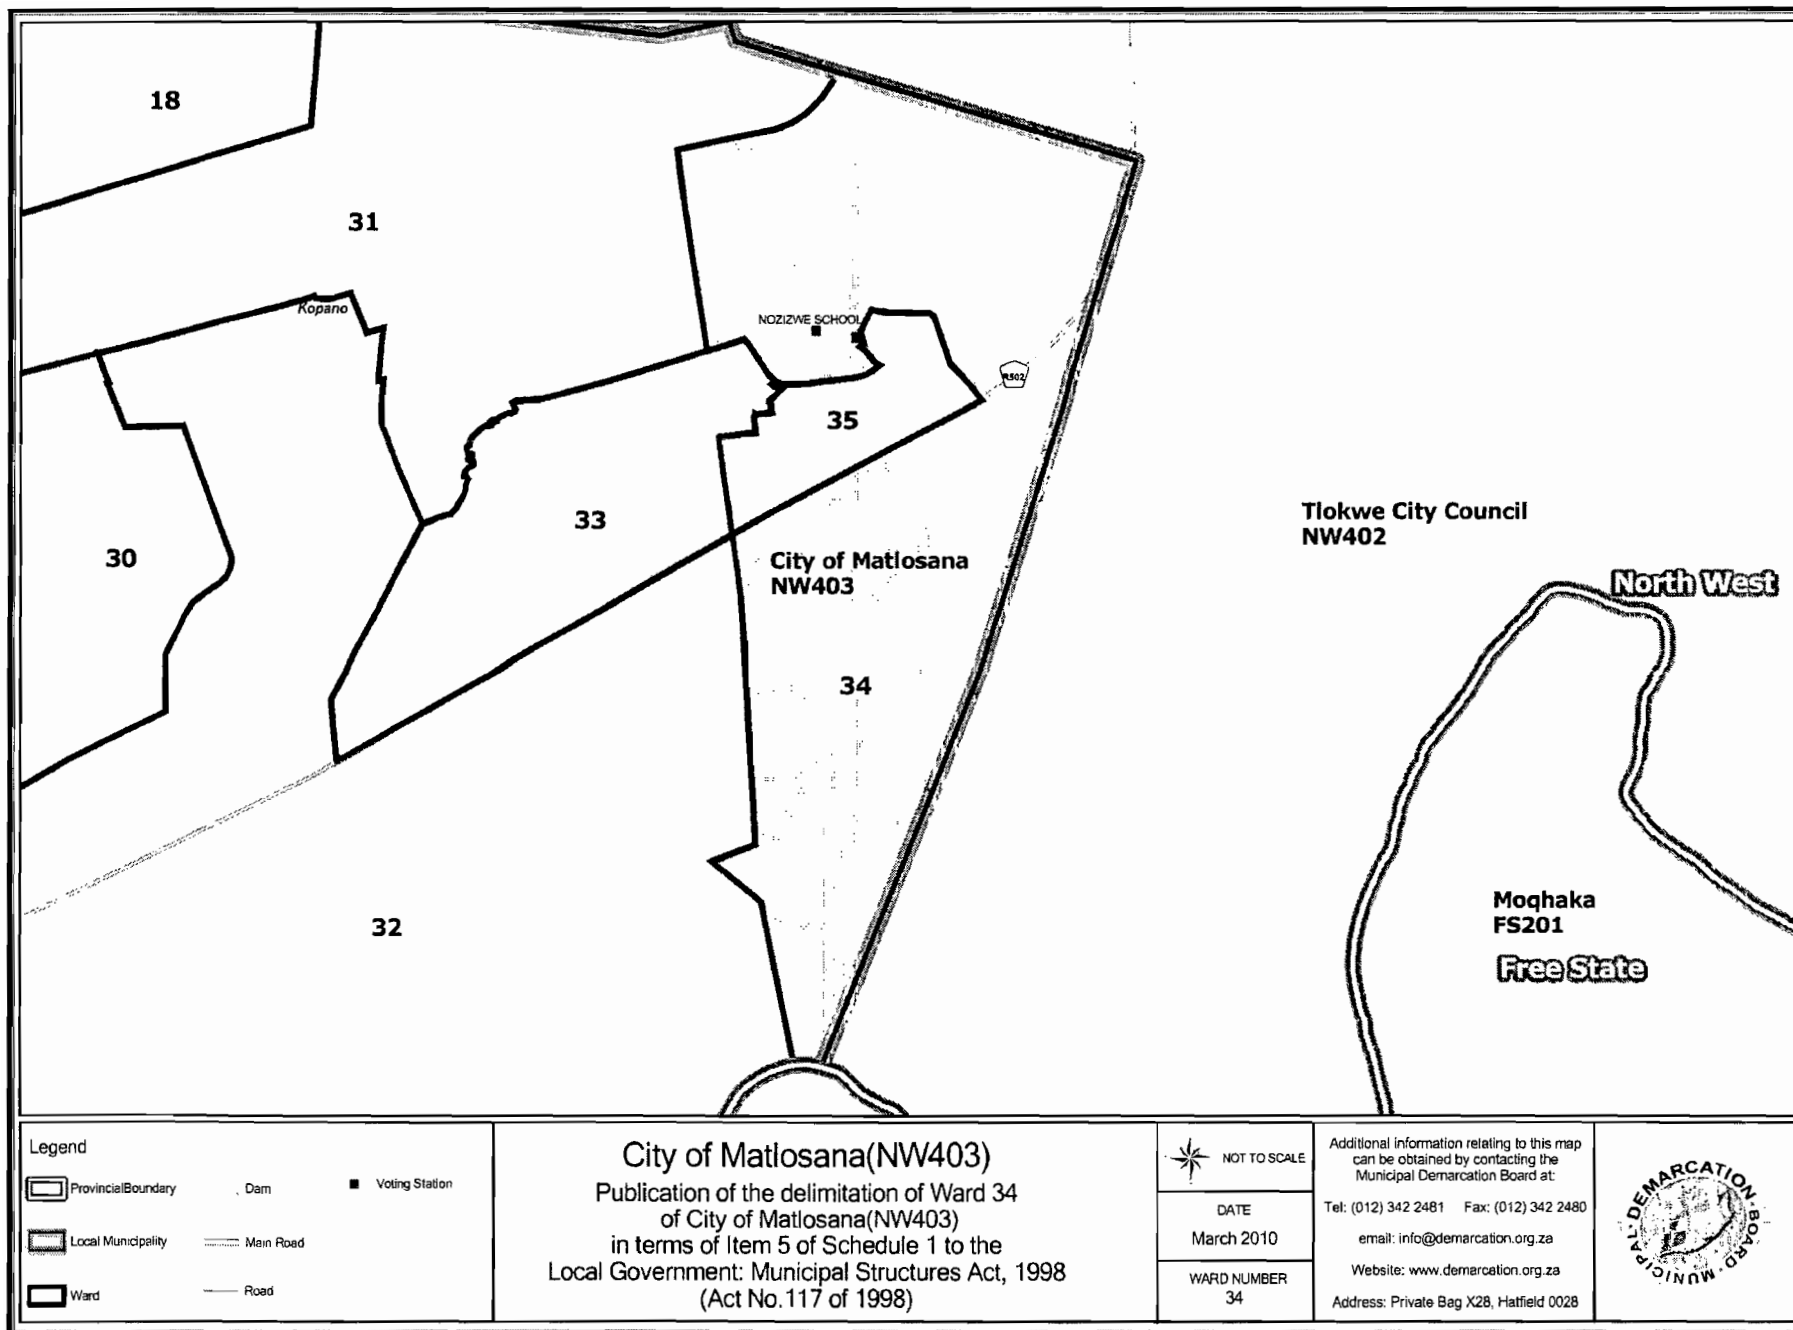 18
31
Kopano
NOZIZWE SCHOOL
R502
35
33
30
City of Matlosana
NW403
Tlokwe City Council
NW402
North West
34
32
Moqhaka
FS201
Free State
Legend
ProvincialBoundary
Dam
Voting Station
Local Municipality
Main Road
Ward
Road
City of Matlosana(NW403)
Publication of the delimitation of Ward 34
of City of Matlosana(NW403)
in terms of Item 5 of Schedule 1 to the
Local Government: Municipal Structures Act, 1998
(Act No.117 of 1998)
NOT TO SCALE
DATE
March 2010
WARD NUMBER
34
Additional information relating to this map
can be obtained by contacting the
Municipal Demarcation Board at:
Tel: (012) 342 2481 Fax: (012) 342 2480
email: info@demarcation.org.za
Website: www.demarcation.org.za
Address: Private Bag X28, Hatfield 0028
MUNICIPAL · DEMARCATION · BOARD ·